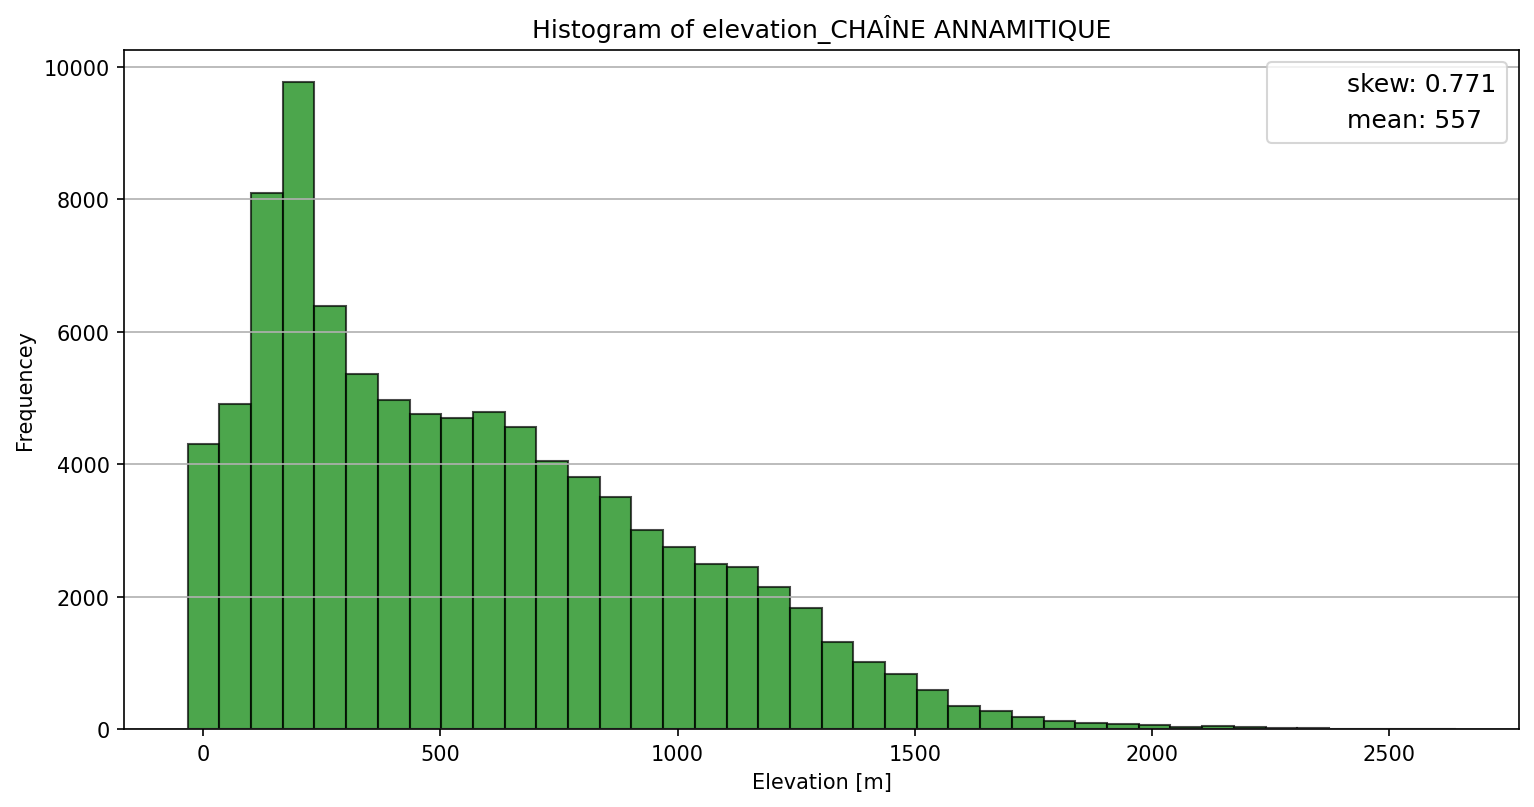 Histogram of elevation_CHAÎNE ANNAMITIQUE
skew: 0.771
mean: 557
Frequencey
10000
8000
6000
4000
2000
0
0 500 1000 1500 2000 2500
Elevation [m]